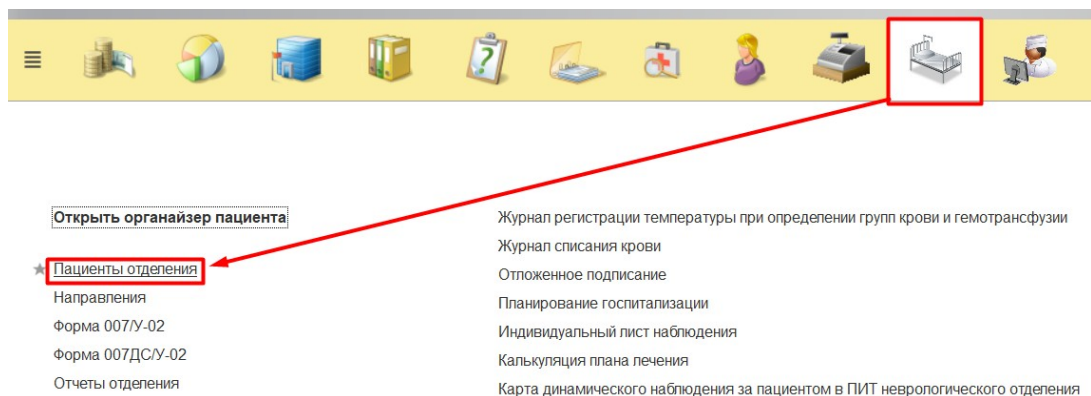 Открыть органайзер пациента
Пациенты отделения
Направления
Форма 007/У-02
Форма 007ДС/У-02
Отчеты отделения
Журнал регистрации температуры при определении групп крови и гемотрансфузии
Журнал списания крови
Отложенное подписание
Планирование госпитализации
Индивидуальный лист наблюдения
Калькуляция плана лечения
Карта динамического наблюдения за пациентом в ПИТ неврологического отделения